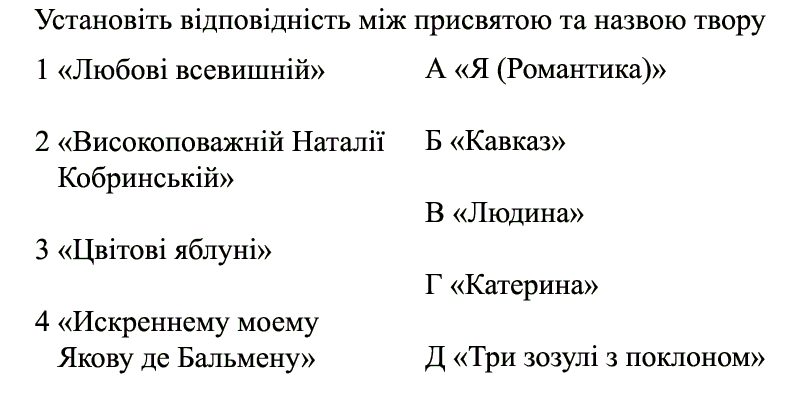 Установіть відповідність між присвятою та назвою твору
1 «Любові всевишній»
А «Я (Романтика)»
2 «Високоповажній Наталії
Кобринській»
Б «Кавказ»
В «Людина»
3 «Цвітові яблуні»
Г «Катерина»
4 «Искреннему моему
Якову де Бальмену»
Д «Три зозулі з поклоном»